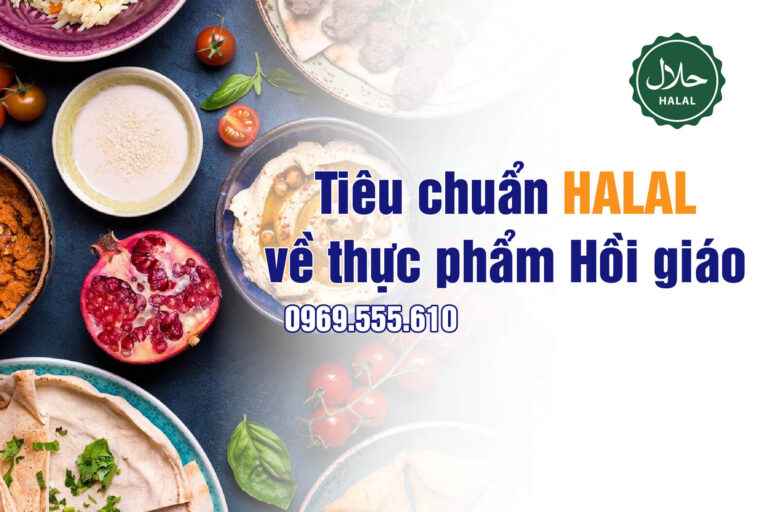 حلال
HALAL
Tiêu chuẩn HALAL
về thực phẩm Hồi giáo
0969.555.610